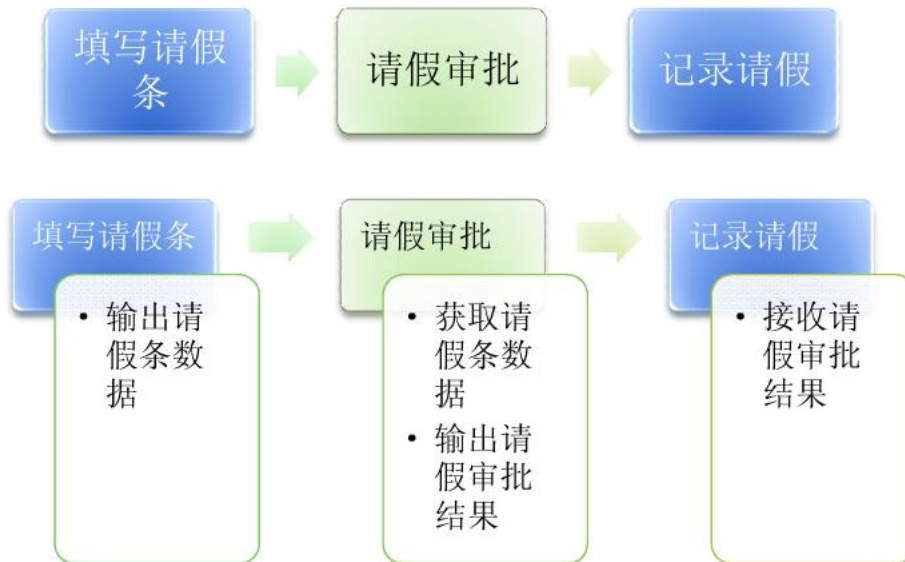 填写请假
条
请假审批
记录请假
填写请假条
请假审批
记录请假
• 输出请
假条数
据
• 获取请
假条数
据
• 输出请
假审批
结果
• 接收请
假审批
结果